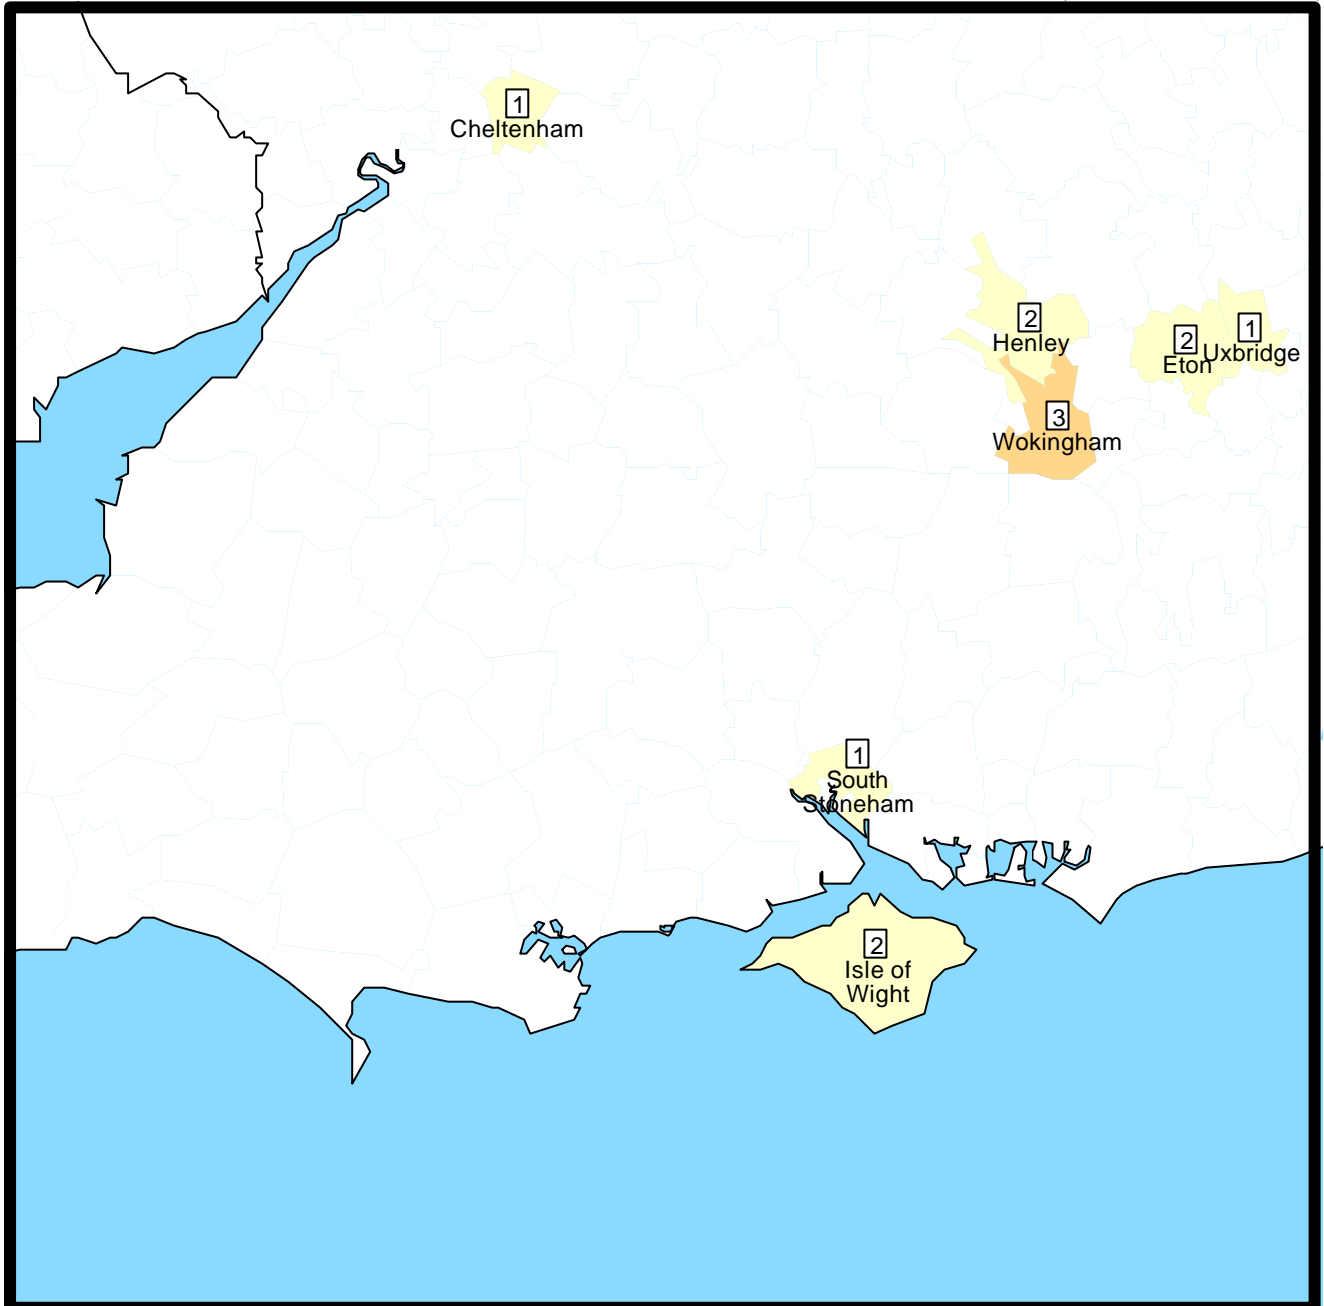 1
Cheltenham
2
Henley
2
Eton
1
Uxbridge
3
Wokingham
1
South
Stoneham
2
Isle of
Wight